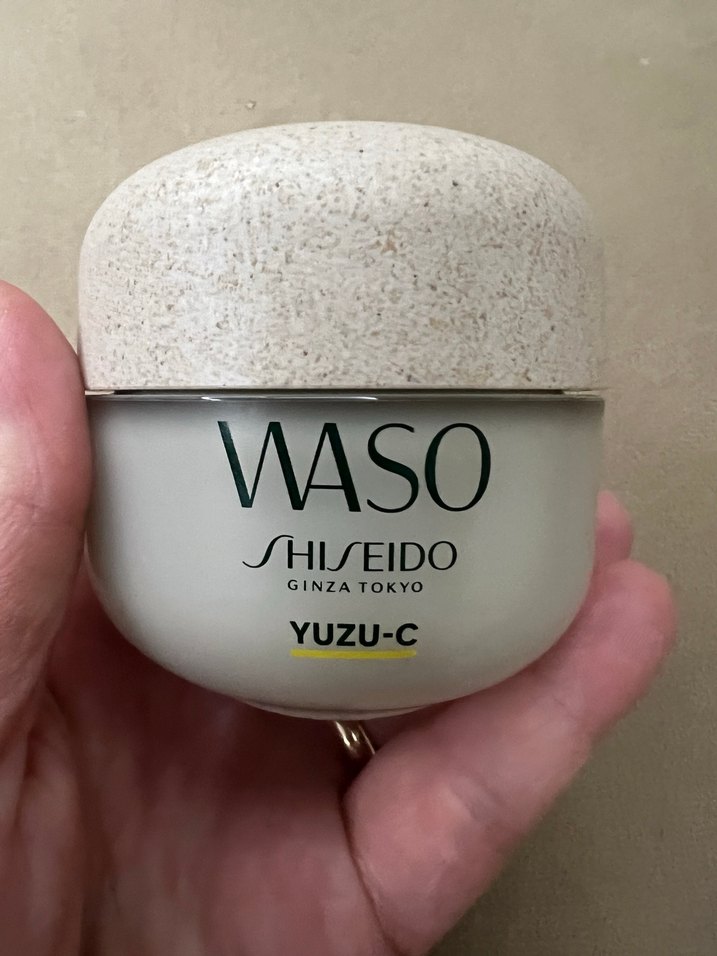 WASO
SHISEIDO
GINZA TOKYO
YUZU-C